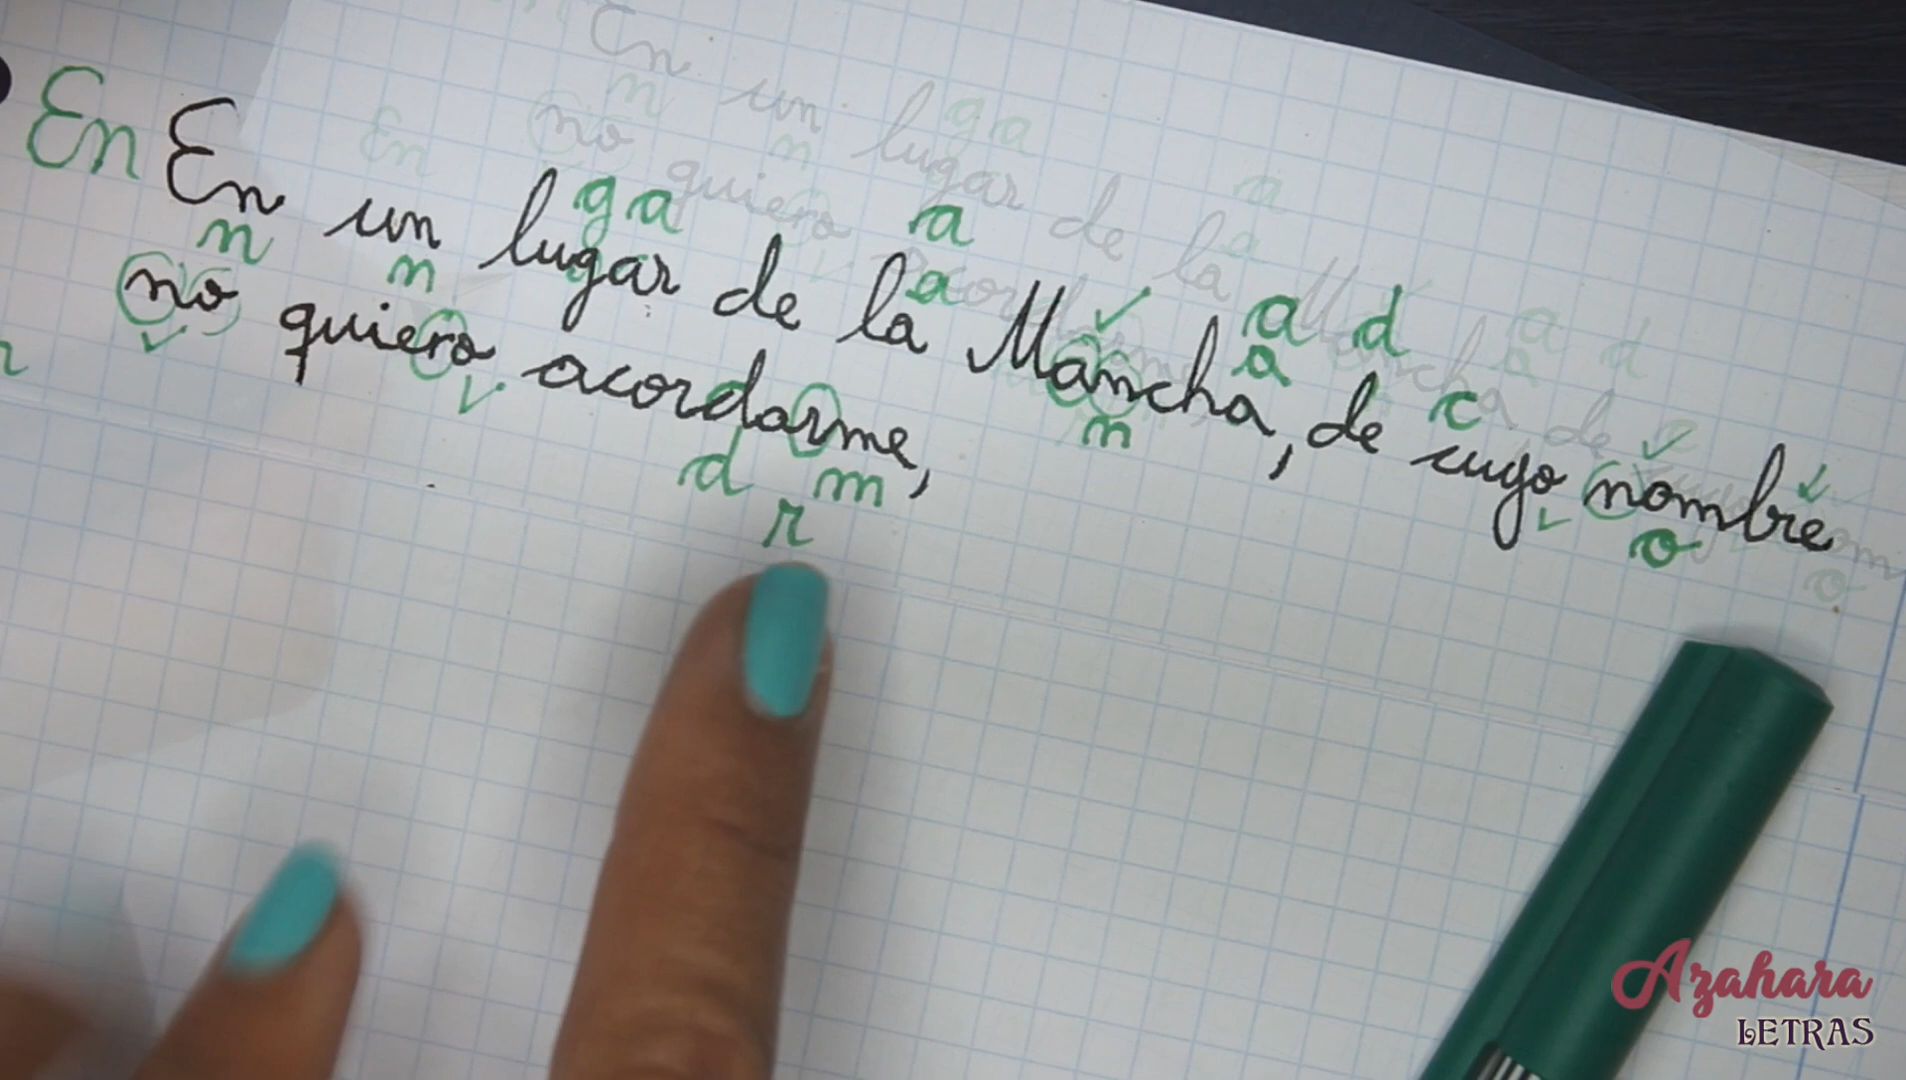 En En un lugar de la Mancha, de cuyo nombre
no quiero acordarme,
n n g a a a m a a d c o
d m
r
Azahara
LETRAS